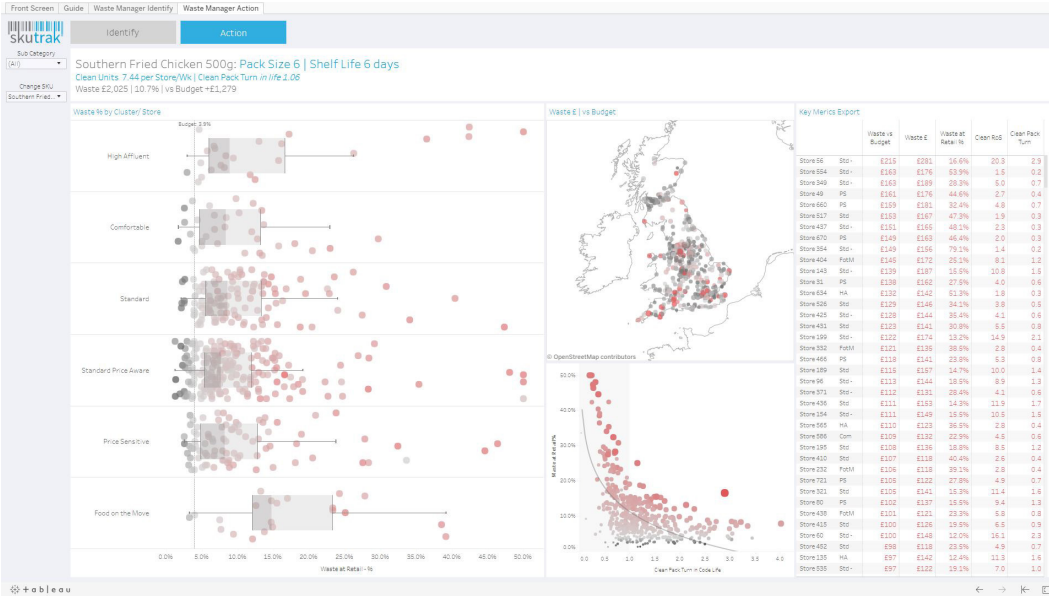 Front Screen Guide Waste Manager Identify Waste Manager Action
skutrak
Identify Action
Sub Category
(All)
Change SKU
Southern Fried...
Southern Fried Chicken 500g: Pack Size 6 | Shelf Life 6 days
Clean Units 7.44 per Store/Wk | Clean Pack Turn in life 1.06
Waste £2,025 | 10.7% | vs Budget +£1,279
Waste % by Cluster/ Store
Budget: 3.9%
High Affluent
Comfortable
Standard
Standard Price Aware
Price Sensitive
Food on the Move
0.0% 5.0% 10.0% 15.0% 20.0% 25.0% 30.0% 35.0% 40.0% 45.0% 50.0%
Waste at Retail - %
Waste £ | vs Budget
© OpenStreetMap contributors
50.0%
40.0%
30.0%
20.0%
10.0%
0.0%
Waste at Retail %
0.0 0.5 1.0 1.5 2.0 2.5 3.0 3.5 4.0
Clean Pack Turn in Code Life
Key Merics Export
Waste vs Budget Waste £ Waste at Retail % Clean RoS Clean Pack Turn
Store 56 Std - £215 £281 16.6% 20.3 2.9
Store 554 Std - £163 £176 53.9% 1.5 0.2
Store 349 Std - £163 £189 28.3% 5.0 0.7
Store 49 PS £161 £176 44.6% 2.7 0.4
Store 660 PS £159 £181 32.4% 4.8 0.7
Store 517 Std £153 £167 47.3% 1.9 0.3
Store 437 Std - £151 £165 48.1% 2.3 0.3
Store 670 PS £149 £163 46.4% 2.0 0.3
Store 354 Std - £149 £156 79.1% 1.4 0.2
Store 404 FotM £145 £172 25.1% 8.1 1.2
Store 143 Std - £139 £187 15.5% 10.8 1.5
Store 31 PS £138 £162 27.5% 4.0 0.6
Store 634 HA £132 £142 51.3% 1.8 0.3
Store 526 Std £129 £146 34.1% 3.8 0.5
Store 425 Std - £128 £144 35.4% 4.1 0.6
Store 431 Std £123 £141 30.8% 5.5 0.8
Store 199 Std - £122 £174 13.2% 14.9 2.1
Store 332 FotM £121 £135 38.5% 2.8 0.4
Store 466 PS £118 £141 23.8% 5.3 0.8
Store 189 Std £115 £157 14.7% 10.0 1.4
Store 96 Std - £113 £144 18.5% 8.9 1.3
Store 371 Std - £112 £131 28.4% 4.1 0.6
Store 436 Std £111 £153 14.3% 11.9 1.7
Store 154 Std - £111 £149 15.5% 10.5 1.5
Store 565 HA £110 £123 36.5% 2.8 0.4
Store 586 Com £109 £132 22.9% 4.5 0.6
Store 195 Std £108 £136 18.8% 8.5 1.2
Store 410 Std £107 £118 40.4% 2.6 0.4
Store 232 FotM £106 £118 39.1% 2.8 0.4
Store 721 PS £106 £122 27.8% 4.9 0.7
Store 321 Std £105 £141 15.3% 11.4 1.6
Store 80 PS £102 £137 15.5% 9.4 1.3
Store 438 FotM £101 £121 23.3% 5.8 0.8
Store 415 Std £100 £126 19.5% 6.5 0.9
Store 60 Std - £100 £148 12.0% 16.1 2.3
Store 452 Std £98 £118 23.5% 4.9 0.7
Store 135 HA £97 £142 12.4% 11.3 1.6
Store 535 Std - £97 £122 19.1% 7.0 1.0
+ableau